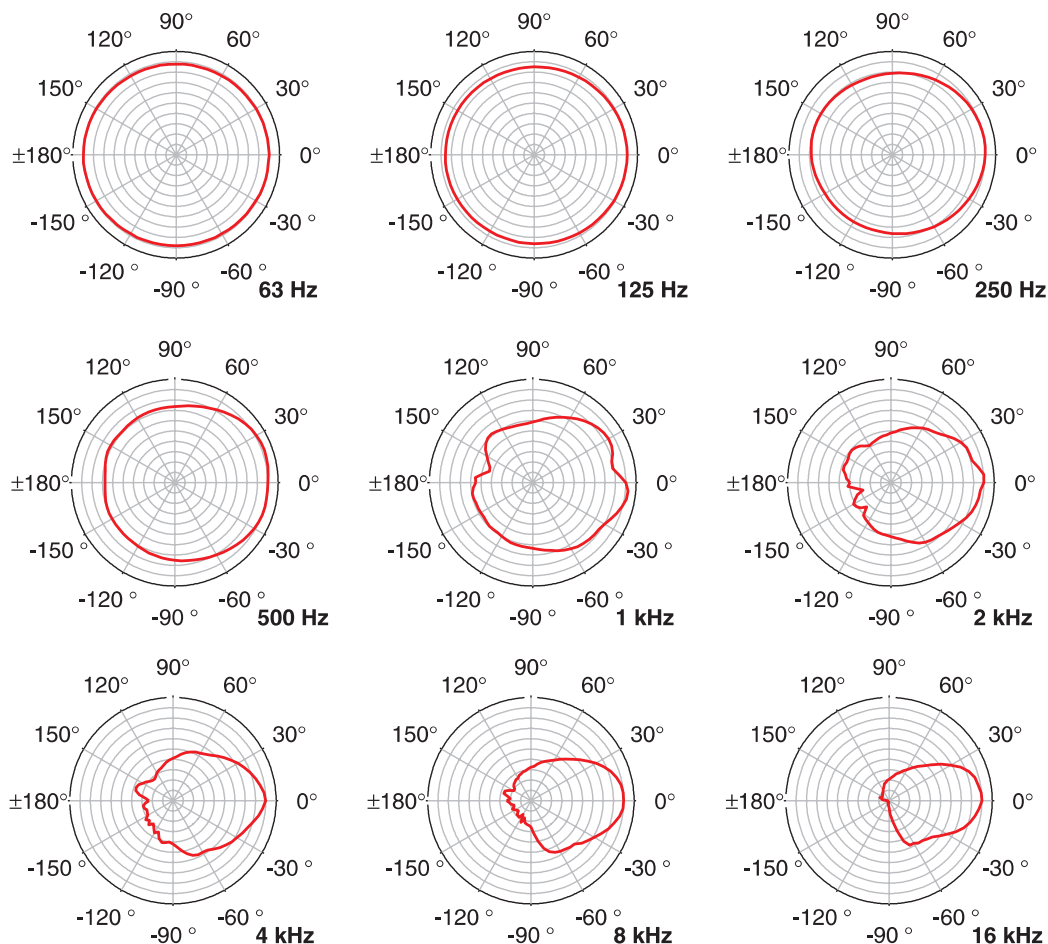 90° 90° 90°
120° 60° 120° 60° 120° 60°
150° 30° 150° 30° 150° 30°
±180° 0° ±180° 0° ±180° 0°
-150 ° -30 ° -150 ° -30 ° -150 ° -30 °
-120 ° -60 ° -120 ° -60 ° -120 ° -60 °
-90 ° 63 Hz -90 ° 125 Hz -90 ° 250 Hz
90° 90° 90°
120° 60° 120° 60° 120° 60°
150° 30° 150° 30° 150° 30°
±180° 0° ±180° 0° ±180° 0°
-150 ° -30 ° -150 ° -30 ° -150 ° -30 °
-120 ° -60 ° -120 ° -60 ° -120 ° -60 °
-90 ° 500 Hz -90 ° 1 kHz -90 ° 2 kHz
90° 90° 90°
120° 60° 120° 60° 120° 60°
150° 30° 150° 30° 150° 30°
±180° 0° ±180° 0° ±180° 0°
-150 ° -30 ° -150 ° -30 ° -150 ° -30 °
-120 ° -60 ° -120 ° -60 ° -120 ° -60 °
-90 ° 4 kHz -90 ° 8 kHz -90 ° 16 kHz